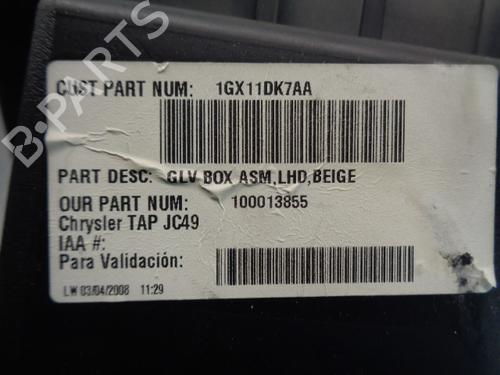 B-PARTS
CUST PART NUM: 1GX11DK7AA
PART DESC: GLV BOX ASM,LHD,BEIGE
OUR PART NUM: 100013855
Chrysler TAP JC49
IAA #:
Para Validación:
LW 03/04/2008 11:29